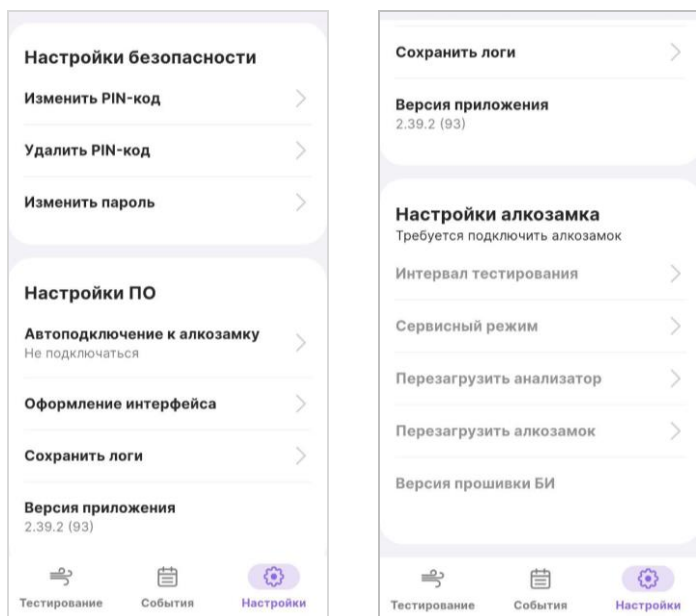 Настройки безопасности
Изменить PIN-код
Удалить PIN-код
Изменить пароль
Настройки ПО
Автоподключение к алкозамку
Не подключаться
Оформление интерфейса
Сохранить логи
Версия приложения
2.39.2 (93)
Тестирование События Настройки
Сохранить логи
Версия приложения
2.39.2 (93)
Настройки алкозамка
Требуется подключить алкозамок
Интервал тестирования
Сервисный режим
Перезагрузить анализатор
Перезагрузить алкозамок
Версия прошивки БИ
Тестирование События Настройки